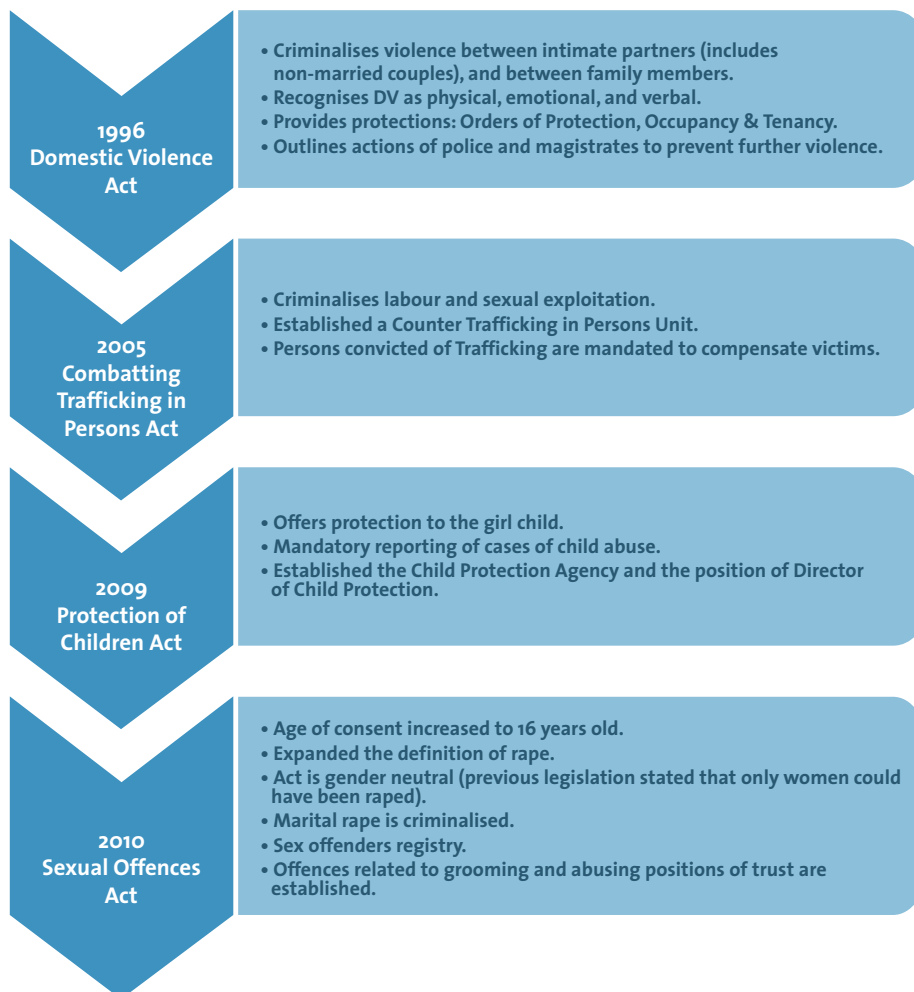 1996
Domestic Violence
Act
• Criminalises violence between intimate partners (includes
non-married couples), and between family members.
• Recognises DV as physical, emotional, and verbal.
• Provides protections: Orders of Protection, Occupancy & Tenancy.
• Outlines actions of police and magistrates to prevent further violence.
2005
Combatting
Trafficking in
Persons Act
• Criminalises labour and sexual exploitation.
• Established a Counter Trafficking in Persons Unit.
• Persons convicted of Trafficking are mandated to compensate victims.
2009
Protection of
Children Act
• Offers protection to the girl child.
• Mandatory reporting of cases of child abuse.
• Established the Child Protection Agency and the position of Director
of Child Protection.
2010
Sexual Offences
Act
• Age of consent increased to 16 years old.
• Expanded the definition of rape.
• Act is gender neutral (previous legislation stated that only women could
have been raped).
• Marital rape is criminalised.
• Sex offenders registry.
• Offences related to grooming and abusing positions of trust are
established.